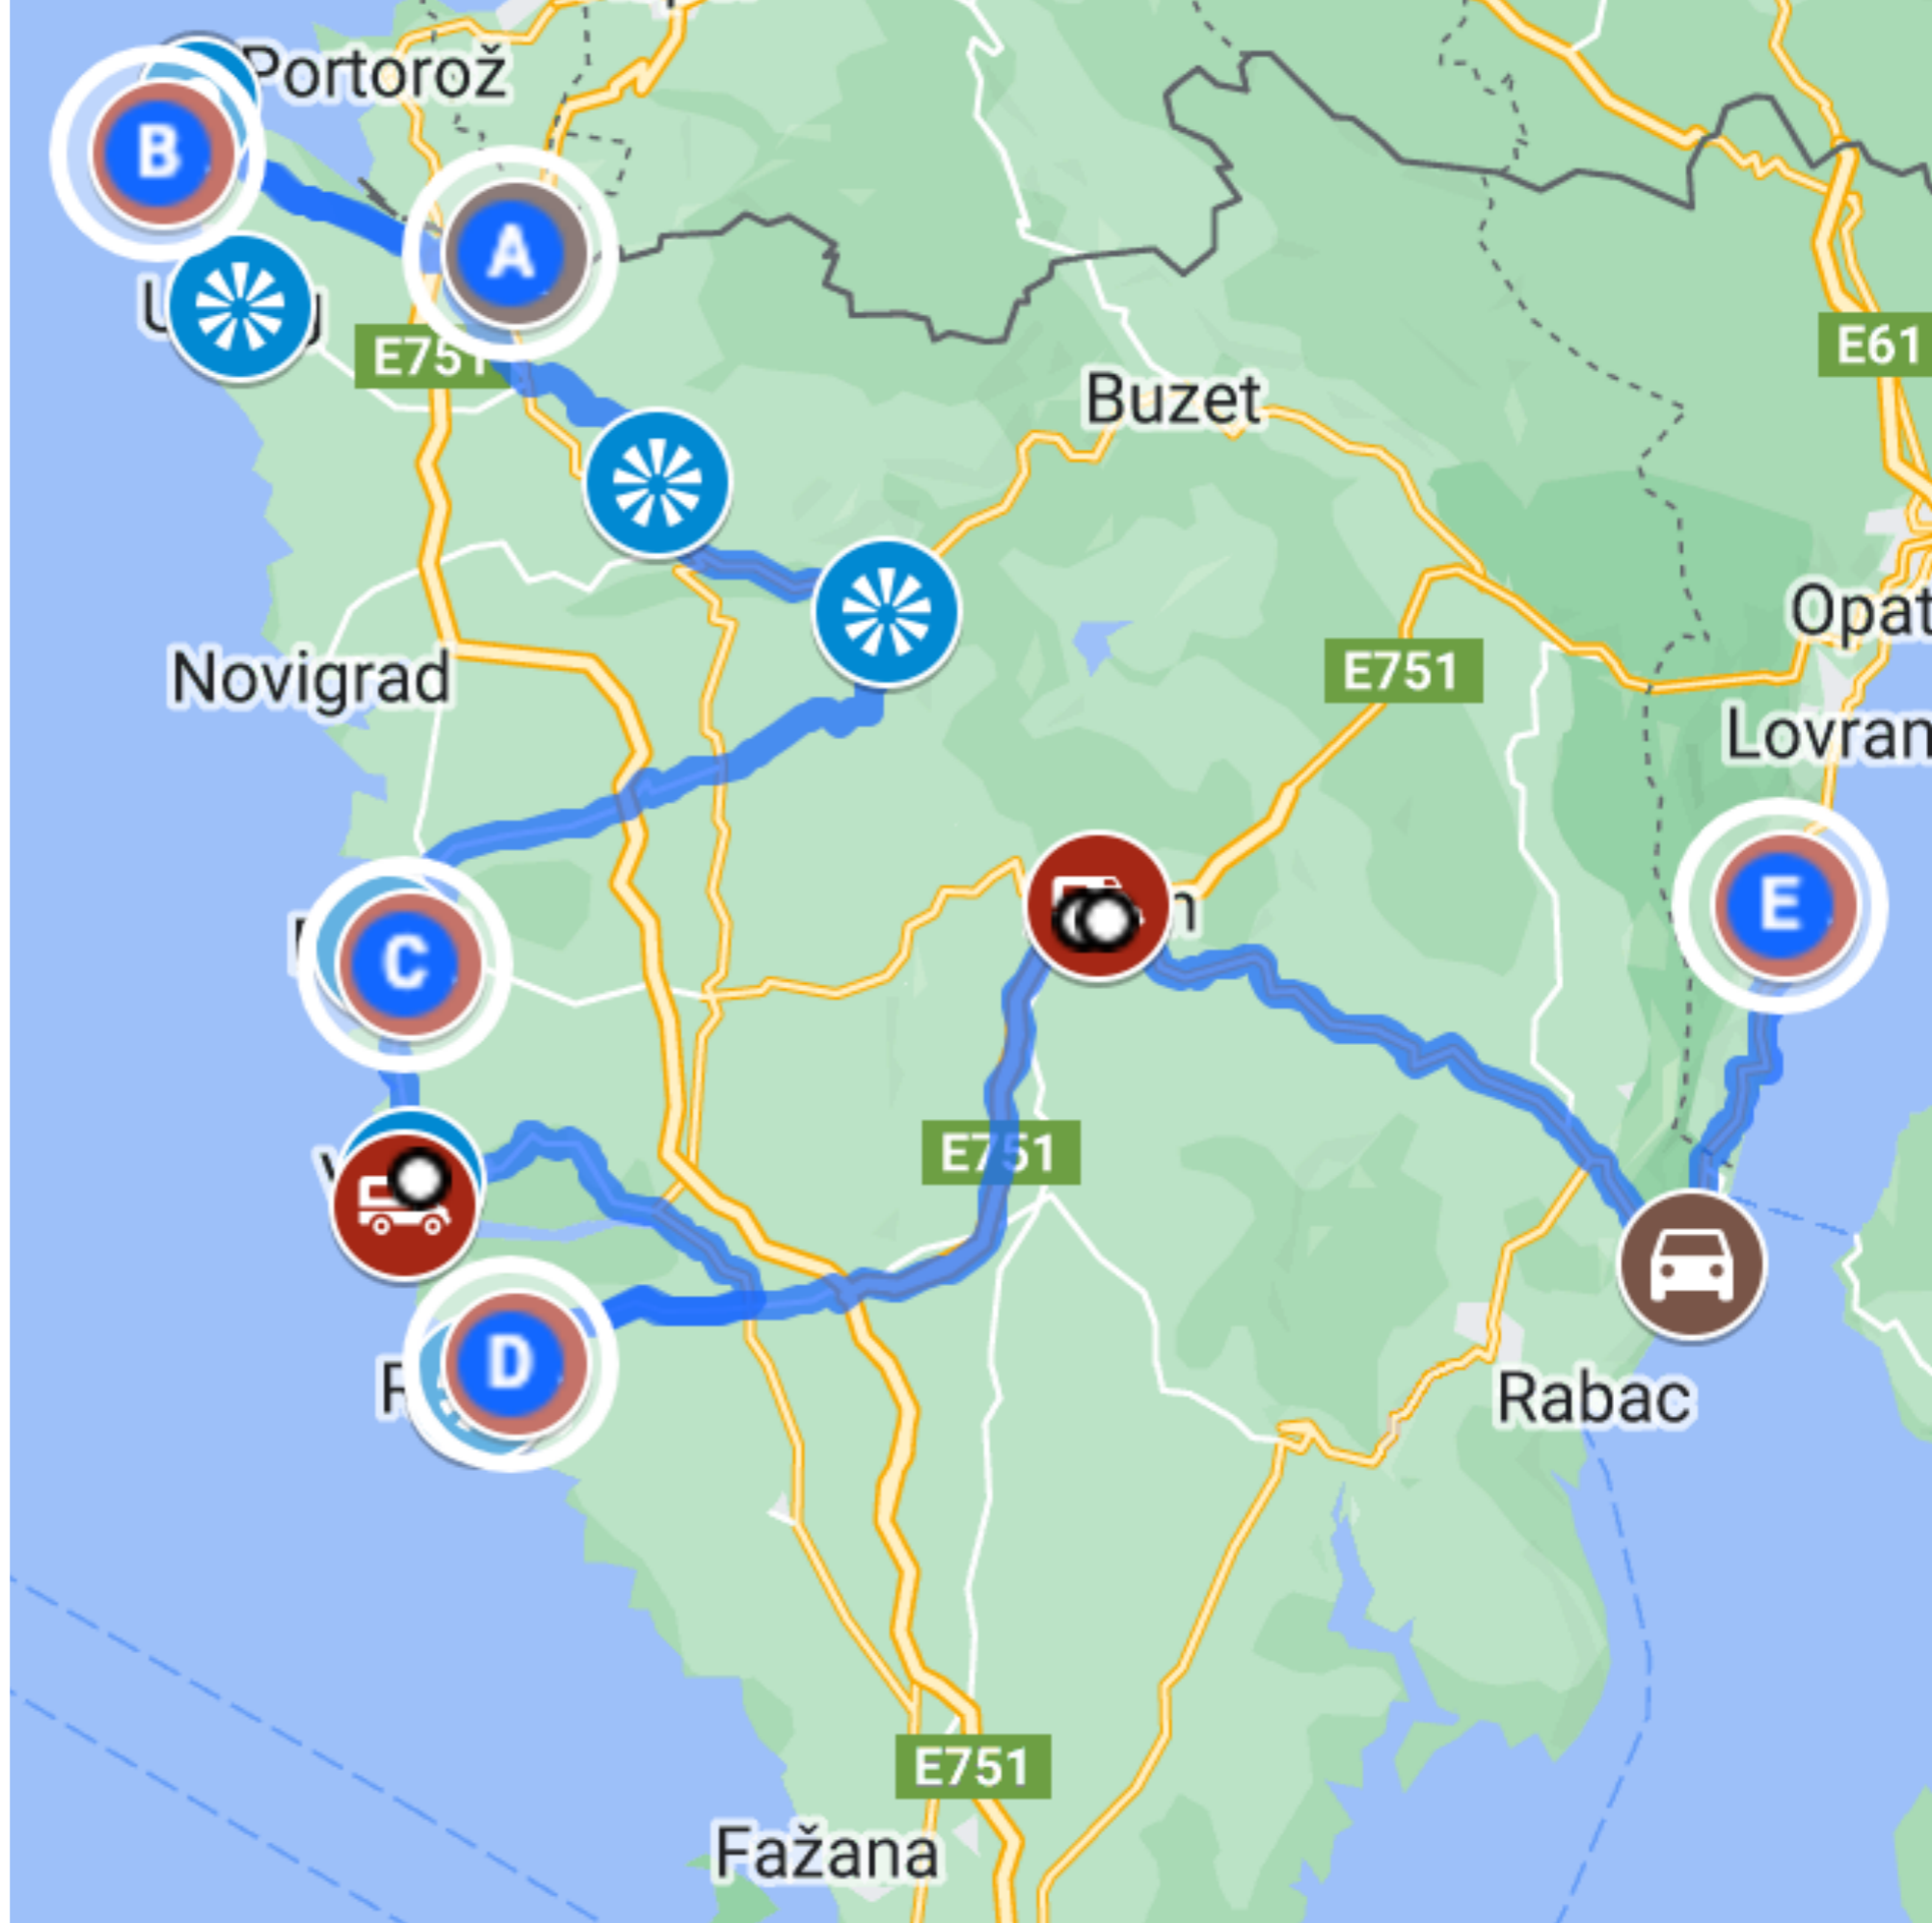 Portorož
B
A
E751
E61
Buzet
Opat
E751
Novigrad
Lovran
n
E
C
E751
D
Rabac
E751
Fažana